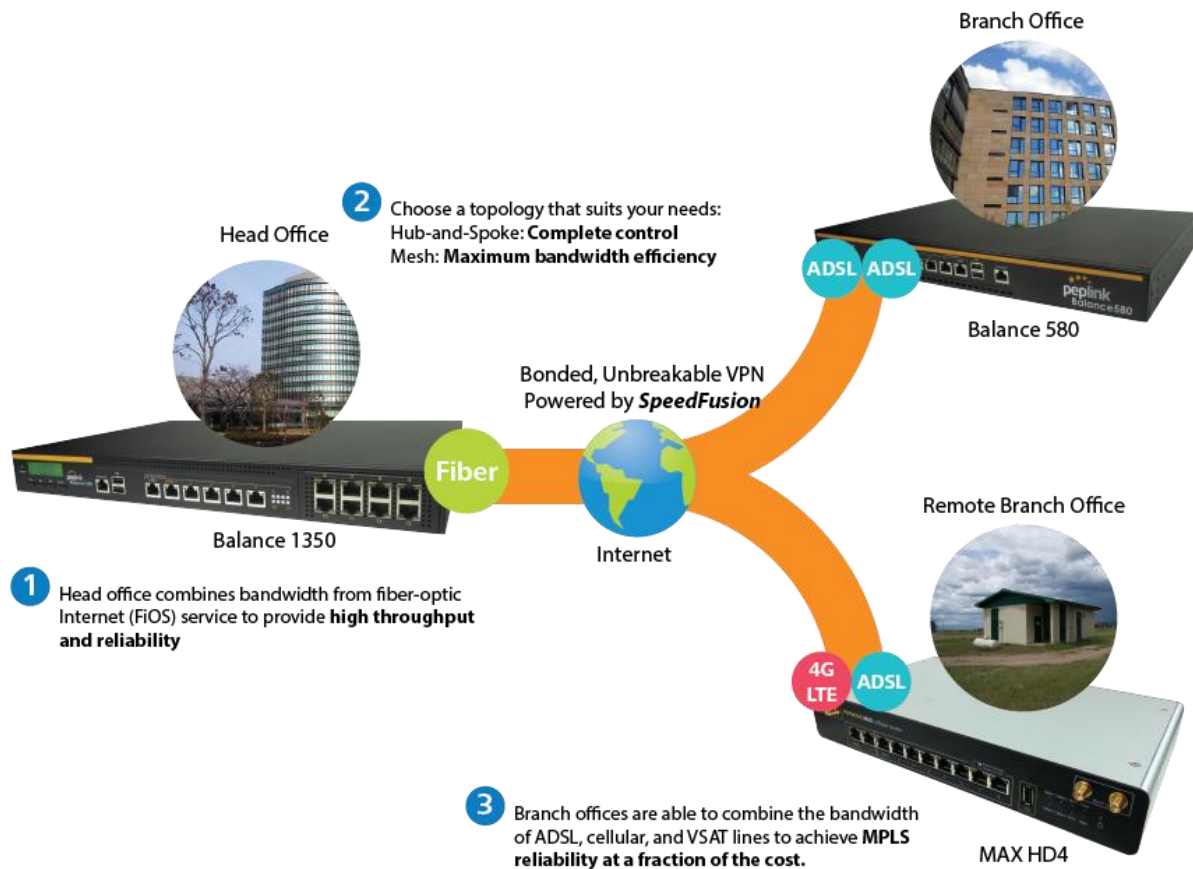 Branch Office
2
Choose a topology that suits your needs:
Hub-and-Spoke: Complete control
Mesh: Maximum bandwidth efficiency
Head Office
ADSL
ADSL
peplink
Balance580
Balance 580
Bonded, Unbreakable VPN
Powered by SpeedFusion
Fiber
Internet
Balance 1350
Remote Branch Office
1
Head office combines bandwidth from fiber-optic
Internet (FiOS) service to provide high throughput
and reliability
4G
LTE
ADSL
3
Branch offices are able to combine the bandwidth
of ADSL, cellular, and VSAT lines to achieve MPLS
reliability at a fraction of the cost.
MAX HD4